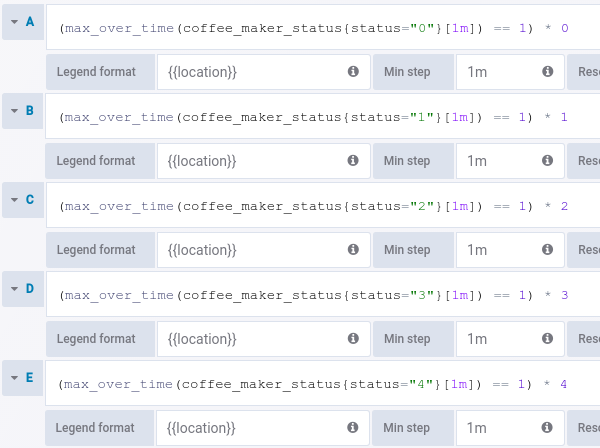 A (max_over_time(coffee_maker_status{status="0"}[1m]) == 1) * 0
Legend format {{location}} Min step 1m Reso
B (max_over_time(coffee_maker_status{status="1"}[1m]) == 1) * 1
Legend format {{location}} Min step 1m Reso
C (max_over_time(coffee_maker_status{status="2"}[1m]) == 1) * 2
Legend format {{location}} Min step 1m Reso
D (max_over_time(coffee_maker_status{status="3"}[1m]) == 1) * 3
Legend format {{location}} Min step 1m Reso
E (max_over_time(coffee_maker_status{status="4"}[1m]) == 1) * 4
Legend format {{location}} Min step 1m Reso